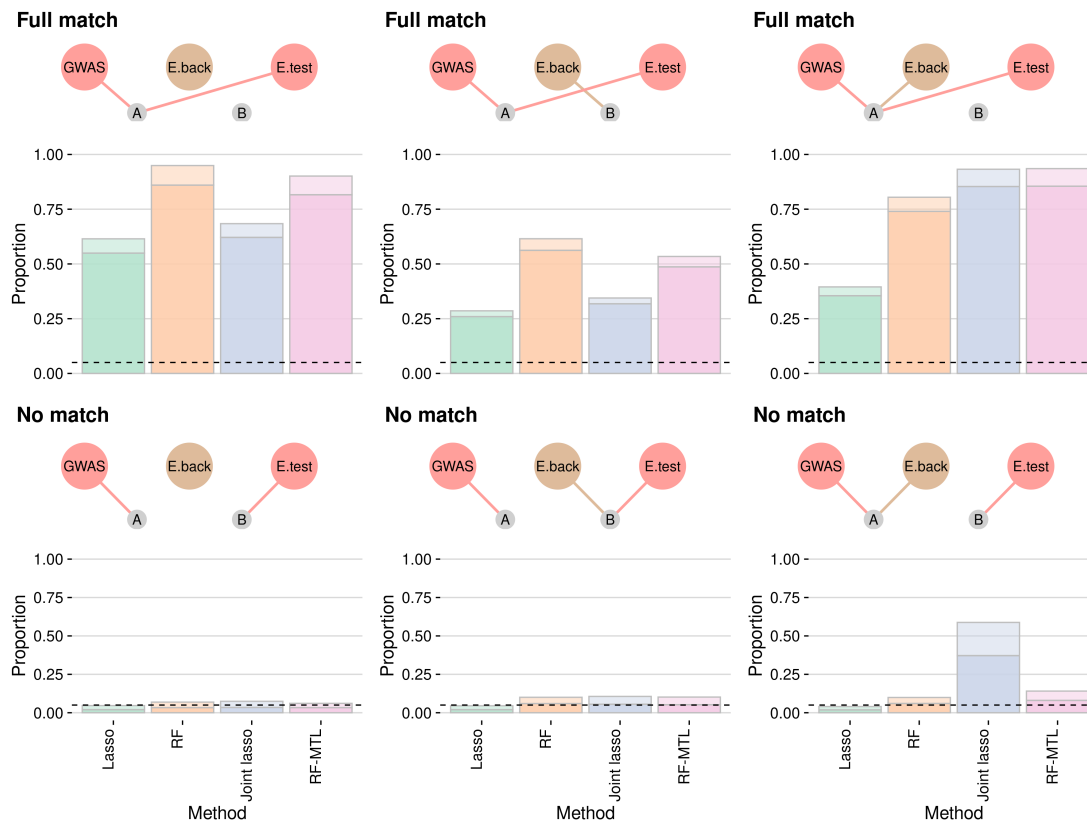 Full match
GWAS
E.back
E.test
A
B
Proportion
1.00
0.75
0.50
0.25
0.00
Full match
GWAS
E.back
E.test
A
B
Proportion
1.00
0.75
0.50
0.25
0.00
Full match
GWAS
E.back
E.test
A
B
Proportion
1.00
0.75
0.50
0.25
0.00
No match
GWAS
E.back
E.test
A
B
Proportion
1.00
0.75
0.50
0.25
0.00
Lasso
RF
Joint lasso
RF-MTL
Method
No match
GWAS
E.back
E.test
A
B
Proportion
1.00
0.75
0.50
0.25
0.00
Lasso
RF
Joint lasso
RF-MTL
Method
No match
GWAS
E.back
E.test
A
B
Proportion
1.00
0.75
0.50
0.25
0.00
Lasso
RF
Joint lasso
RF-MTL
Method